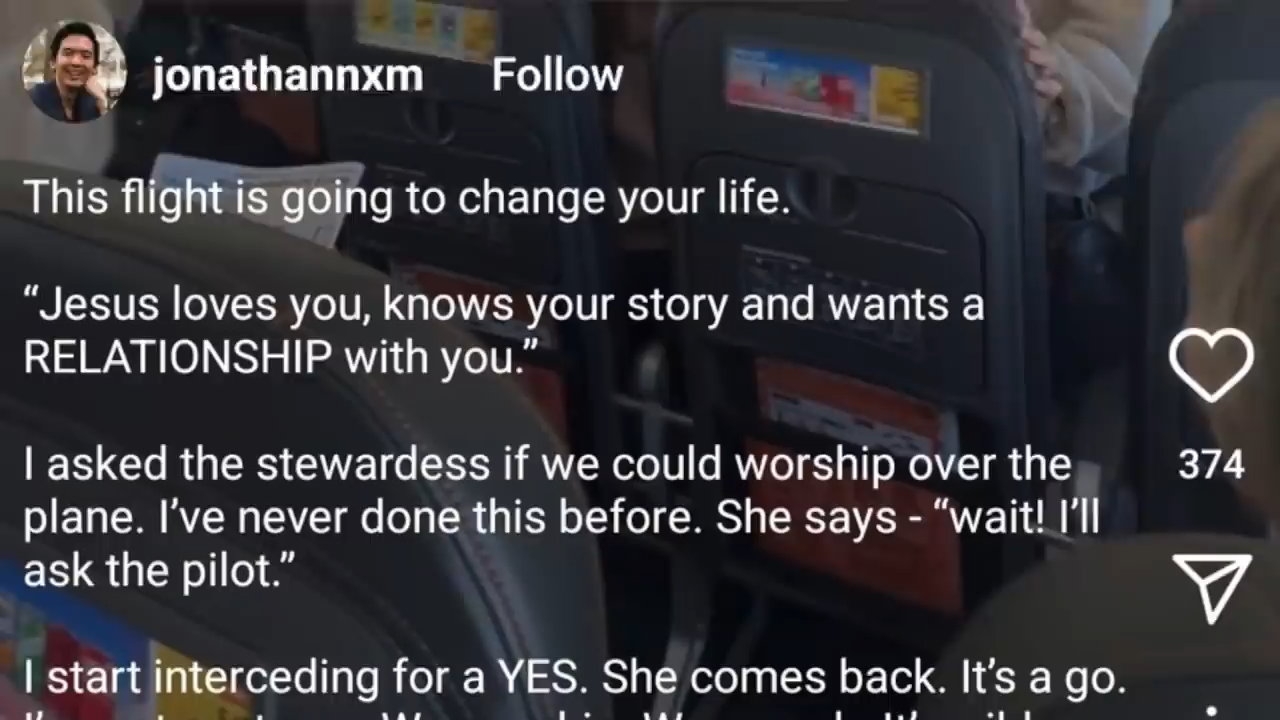 jonathannxm Follow
This flight is going to change your life.
“Jesus loves you, knows your story and wants a
RELATIONSHIP with you.”
I asked the stewardess if we could worship over the
plane. I’ve never done this before. She says - “wait! I’ll
ask the pilot.”
374
I start interceding for a YES. She comes back. It’s a go.